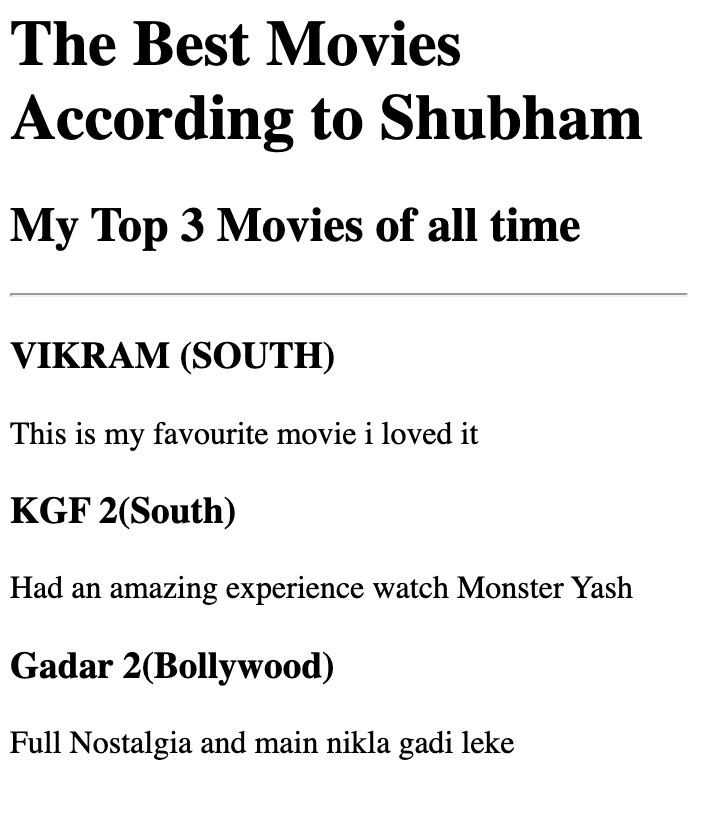 The Best Movies
According to Shubham
My Top 3 Movies of all time
VIKRAM (SOUTH)
This is my favourite movie i loved it
KGF 2(South)
Had an amazing experience watch Monster Yash
Gadar 2(Bollywood)
Full Nostalgia and main nikla gadi leke